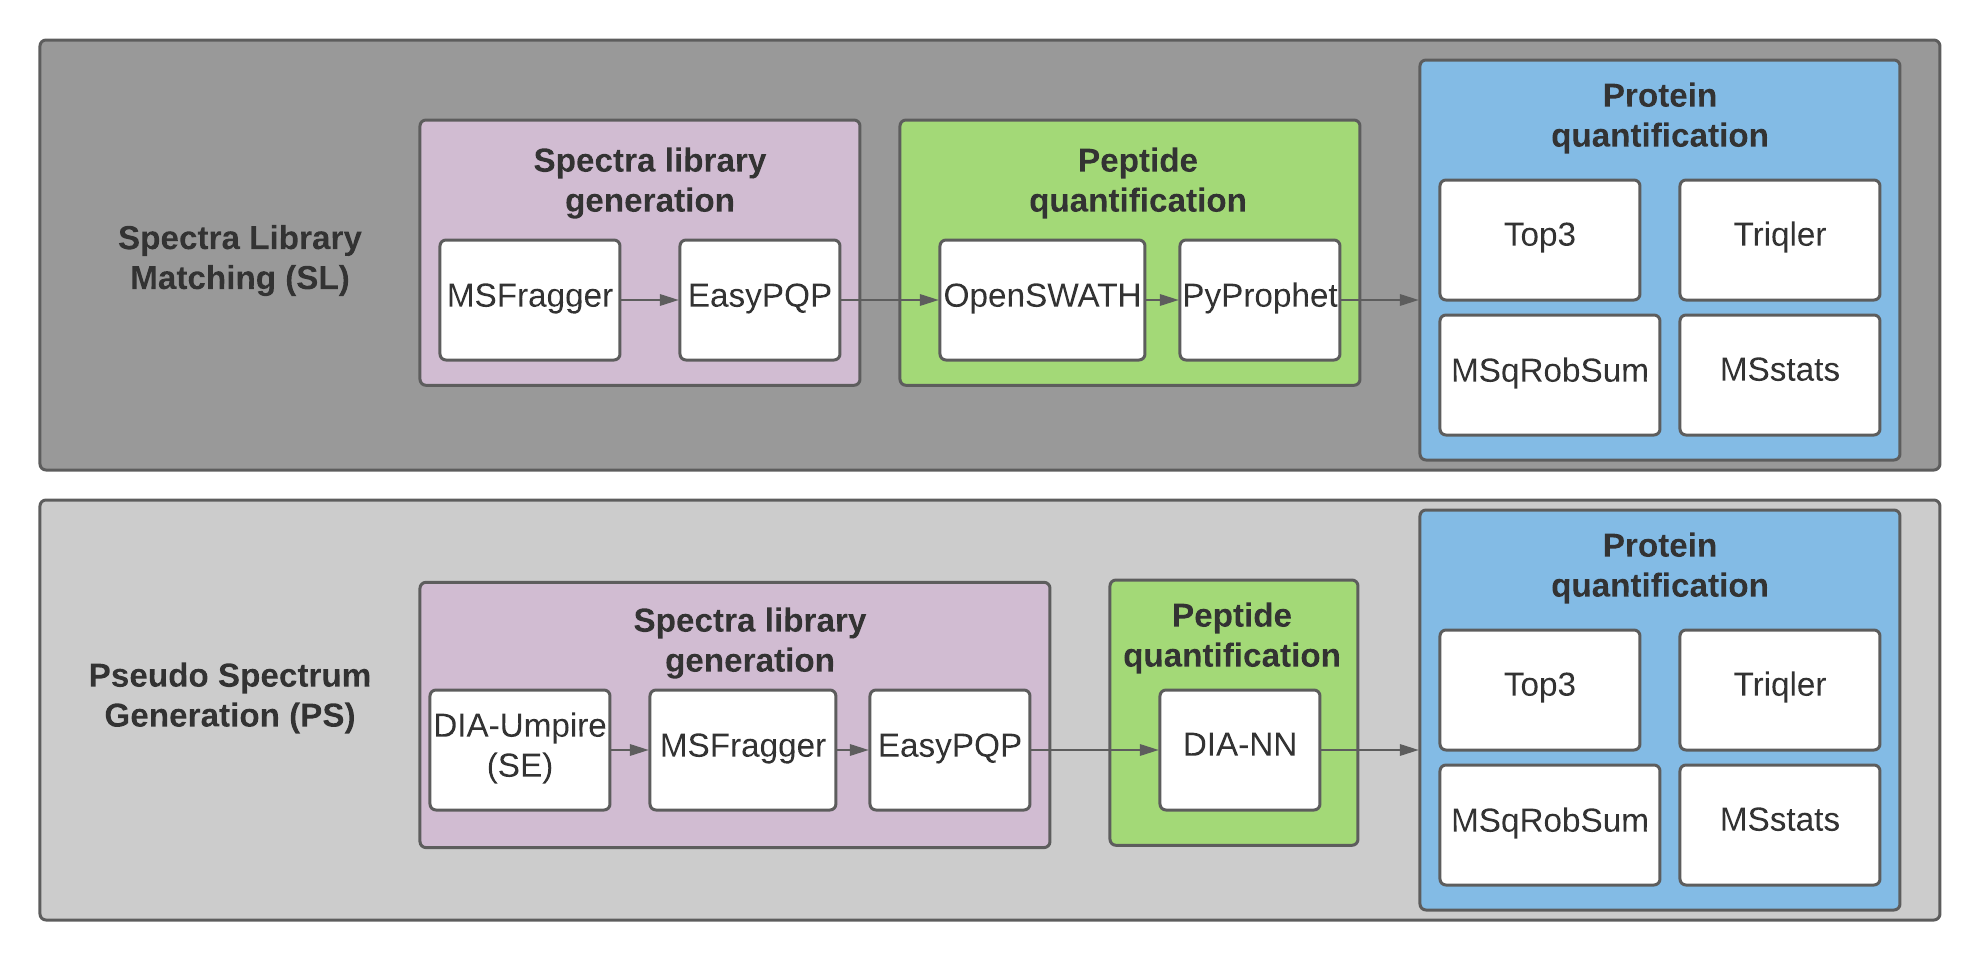 Spectra Library
Matching (SL)
Spectra library
generation
MSFragger
EasyPQP
Peptide
quantification
OpenSWATH
PyProphet
Protein
quantification
Top3
Triqler
MSqRobSum
MSstats
Pseudo Spectrum
Generation (PS)
Spectra library
generation
DIA-Umpire
(SE)
MSFragger
EasyPQP
Peptide
quantification
DIA-NN
Protein
quantification
Top3
Triqler
MSqRobSum
MSstats